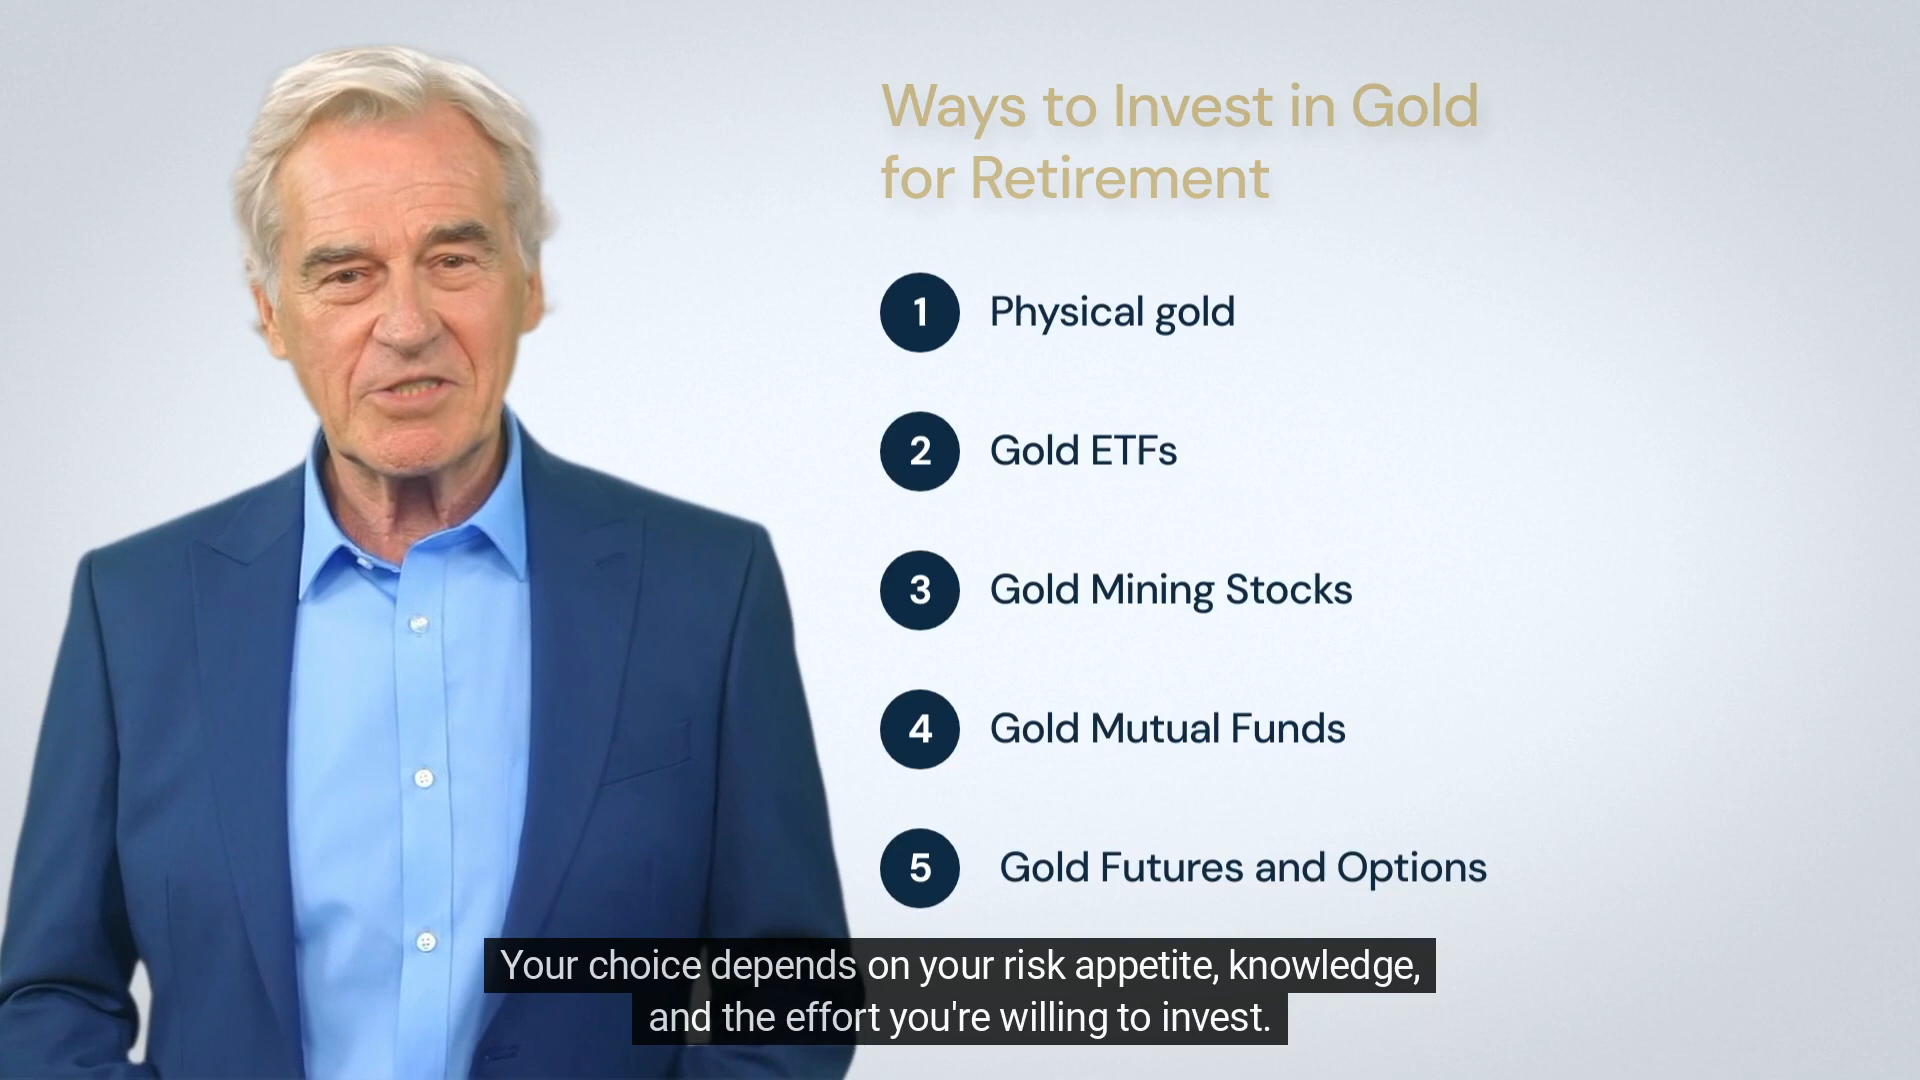 Ways to Invest in Gold
for Retirement
1 Physical gold
2 Gold ETFs
3 Gold Mining Stocks
4 Gold Mutual Funds
5 Gold Futures and Options
Your choice depends on your risk appetite, knowledge,
and the effort you're willing to invest.